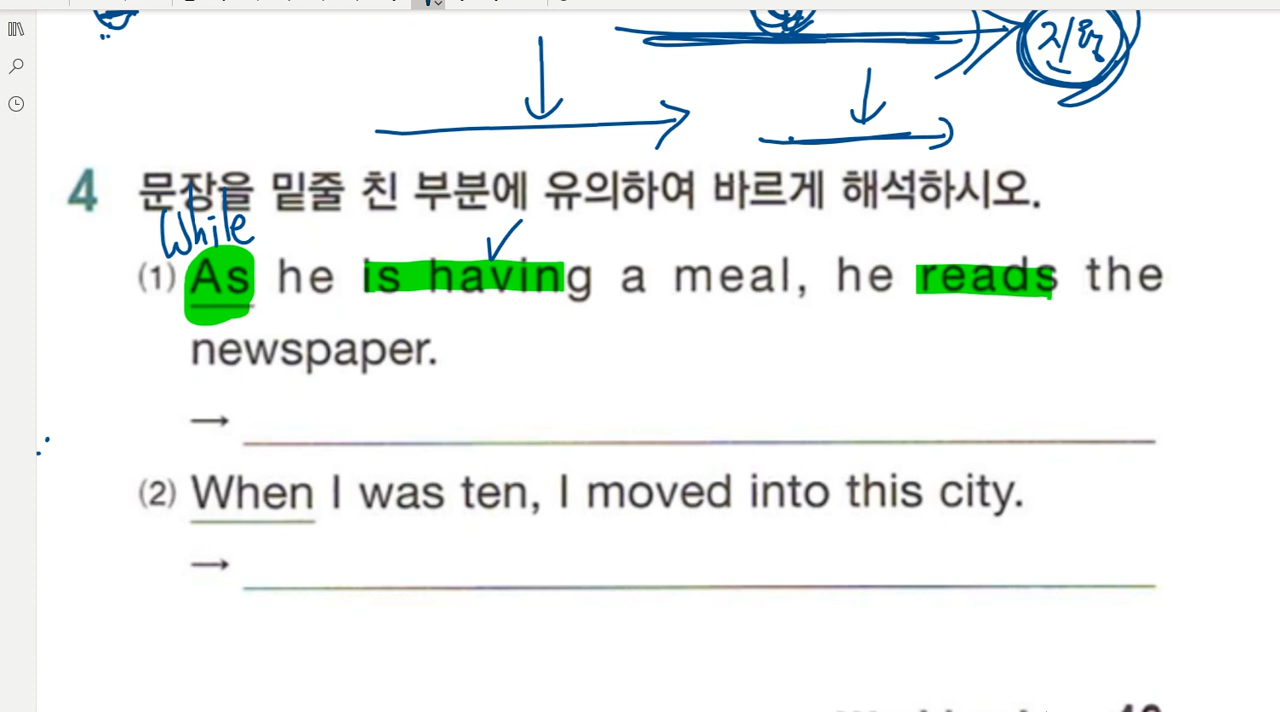 지왕
4 문장을 밑줄 친 부분에 유의하여 바르게 해석하시오.
While
(1) As he is having a meal, he reads the
newspaper.
→
(2) When I was ten, I moved into this city.
→